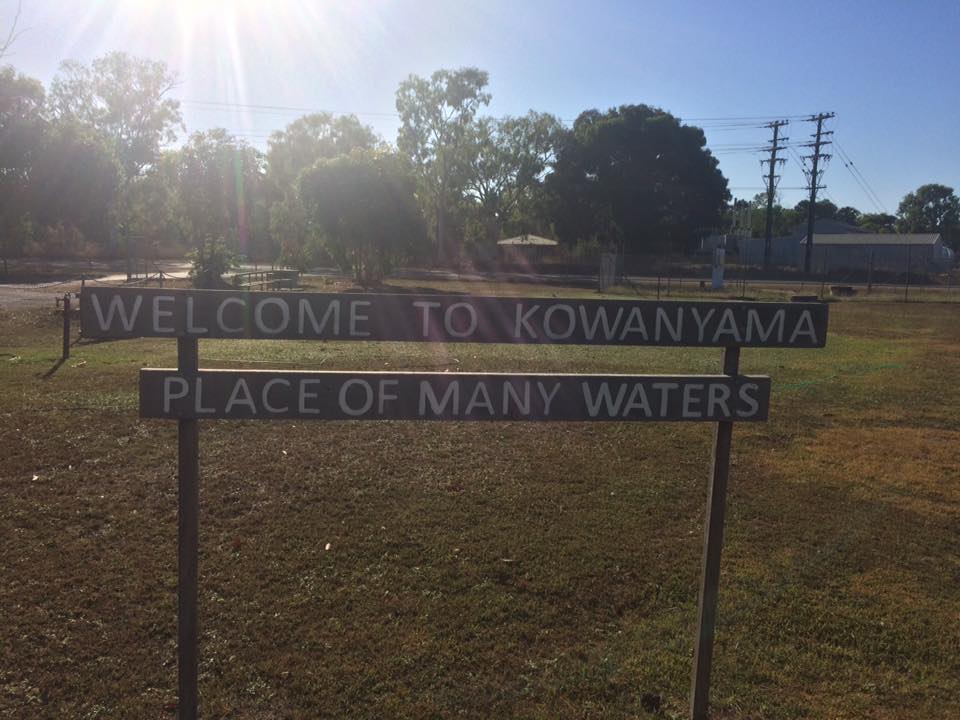 WELCOME TO KOWANYAMA
PLACE OF MANY WATERS